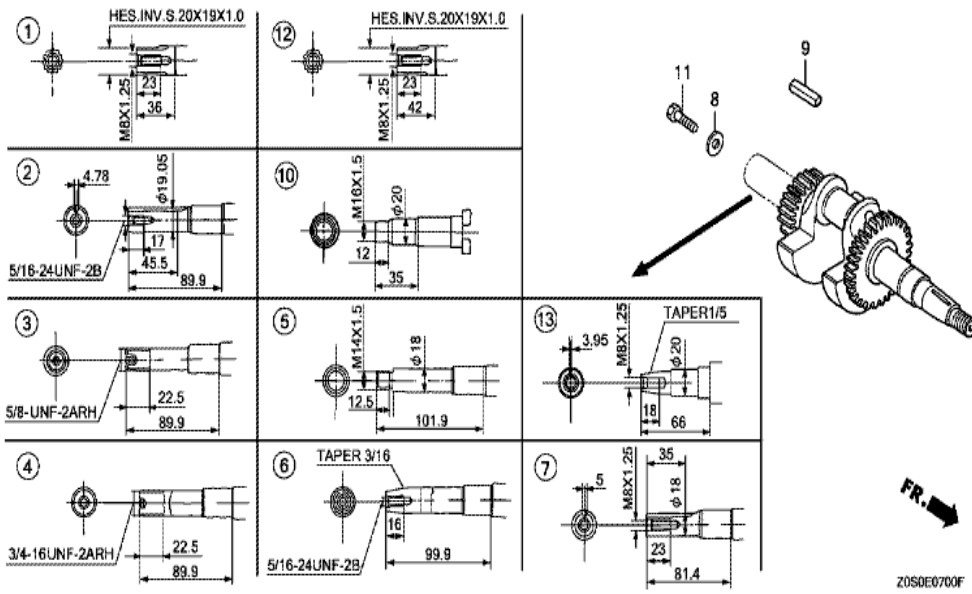 1
HES.INV.S.20X19X1.0
M8X1.25
23
36
12
HES.INV.S.20X19X1.0
M8X1.25
23
42
11
8
9
2
4.78
ϕ19.05
17
45.5
89.9
5/16-24UNF-2B
10
M16X1.5
ϕ20
12
35
3
22.5
89.9
5/8-UNF-2ARH
5
M14X1.5
ϕ18
12.5
101.9
13
3.95
M8X1.25
TAPER1/5
ϕ20
18
66
4
22.5
89.9
3/4-16UNF-2ARH
6
TAPER 3/16
16
99.9
5/16-24UNF-2B
7
5
M8X1.25
35
ϕ18
23
81.4
FR.
Z0S0E0700F